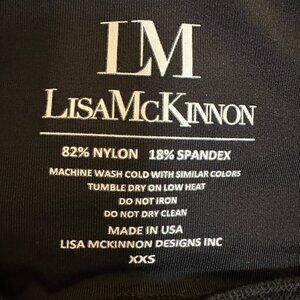 LM
LISAMCKINNON
82% NYLON 18% SPANDEX
MACHINE WASH COLD WITH SIMILAR COLORS
TUMBLE DRY ON LOW HEAT
DO NOT IRON
DO NOT DRY CLEAN
MADE IN USA
LISA MCKINNON DESIGNS INC
XXS